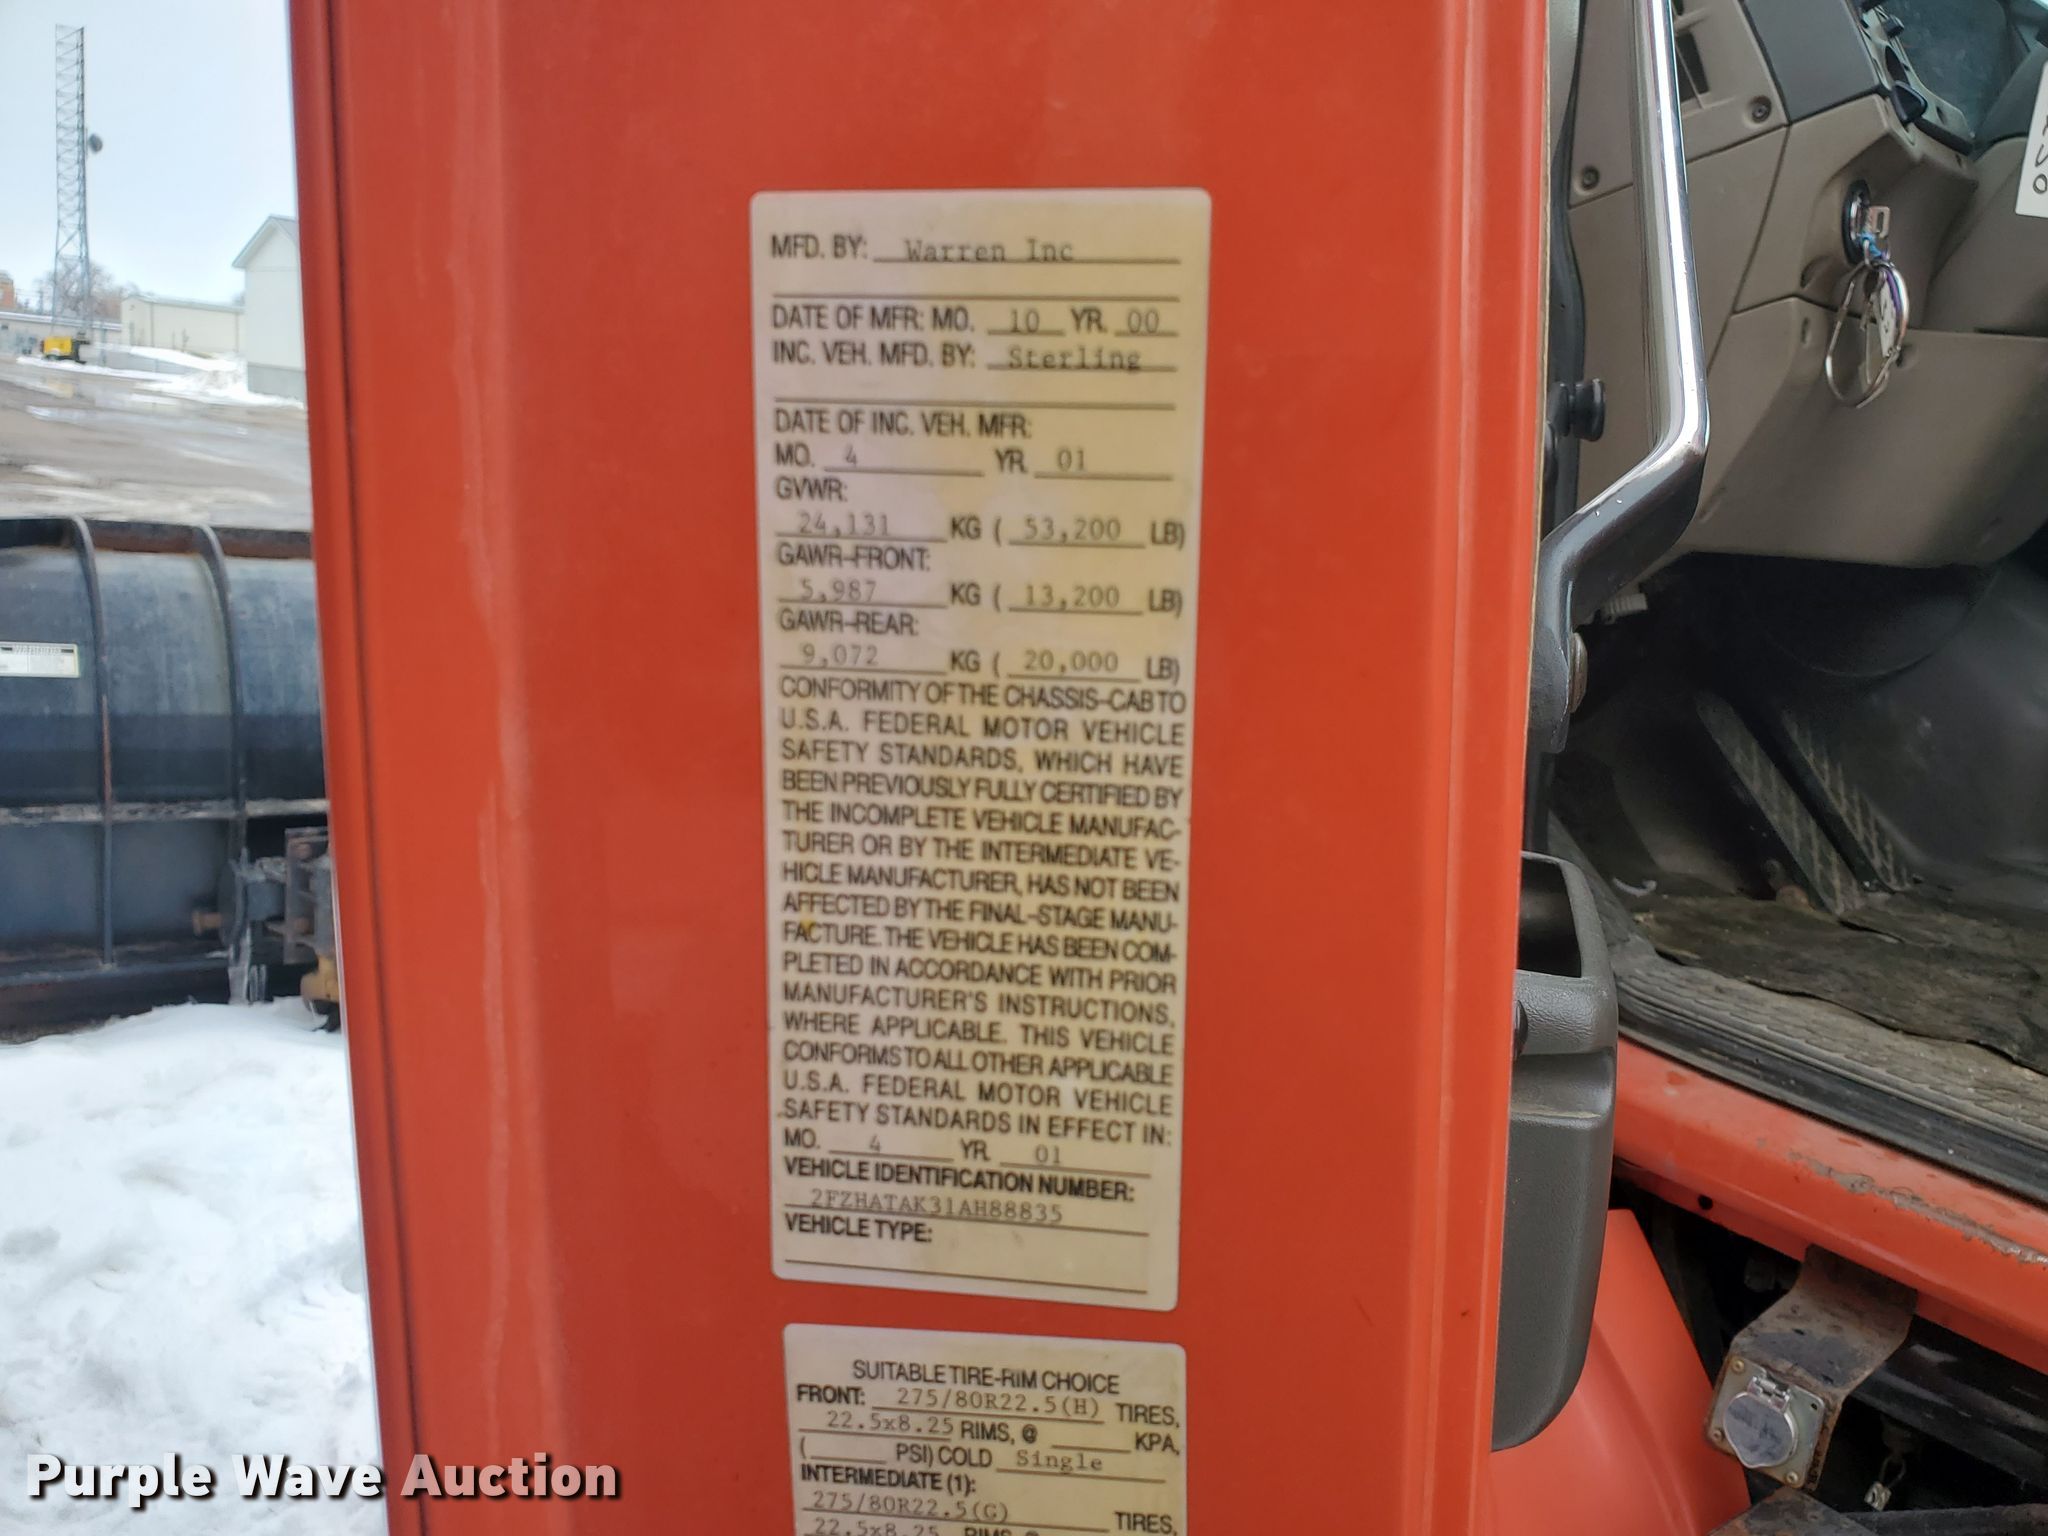 MFD. BY: Warren Inc
DATE OF MFR: MO. 10 YR. 00
INC. VEH. MFD. BY: Sterling
DATE OF INC. VEH. MFR:
MO. 4 YR. 01
GVWR:
24,131 KG ( 53,200 LB)
GAWR-FRONT:
5,987 KG ( 13,200 LB)
GAWR-REAR:
9,072 KG ( 20,000 LB)
CONFORMITY OF THE CHASSIS-CAB TO
U.S.A. FEDERAL MOTOR VEHICLE
SAFETY STANDARDS, WHICH HAVE
BEEN PREVIOUSLY FULLY CERTIFIED BY
THE INCOMPLETE VEHICLE MANUFAC-
TURER OR BY THE INTERMEDIATE VE-
HICLE MANUFACTURER, HAS NOT BEEN
AFFECTED BY THE FINAL-STAGE MANU-
FACTURE. THE VEHICLE HAS BEEN COM-
PLETED IN ACCORDANCE WITH PRIOR
MANUFACTURER'S INSTRUCTIONS,
WHERE APPLICABLE. THIS VEHICLE
CONFORMS TO ALL OTHER APPLICABLE
U.S.A. FEDERAL MOTOR VEHICLE
SAFETY STANDARDS IN EFFECT IN:
MO. 4 YR. 01
VEHICLE IDENTIFICATION NUMBER:
2FZHATAK31AH88835
VEHICLE TYPE:
SUITABLE TIRE-RIM CHOICE
FRONT: 275/80R22.5(H) TIRES,
22.5x8.25 RIMS, @ KPA,
( PSI) COLD Single
INTERMEDIATE (1):
275/80R22.5(G) TIRES,
22.5x8.25 RIMS @
Purple Wave Auction